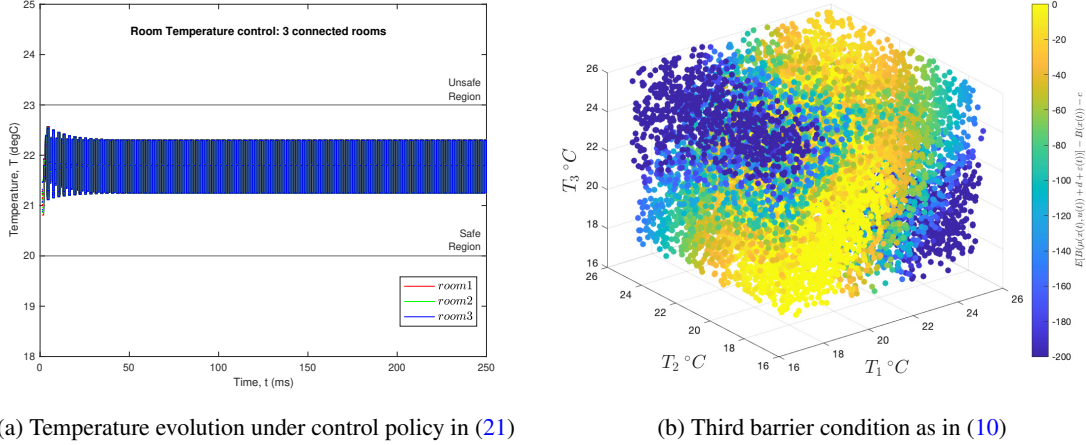 Room Temperature control: 3 connected rooms
25
24
23
22
21
20
19
18
Temperature, T (degC)
Unsafe
Region
Safe
Region
room1
room2
room3
0
50
100
150
200
250
Time, t (ms)
(a) Temperature evolution under control policy in (21)
26
24
22
20
18
16
T₃ °C
26
24
22
20
18
16
T₂ °C
16
18
20
22
24
26
T₁ °C
0
-20
-40
-60
-80
-100
-120
-140
-160
-180
-200
E[B(μ(x(t), u(t)) + d + ε(t))] − B(x(t)) − c
(b) Third barrier condition as in (10)